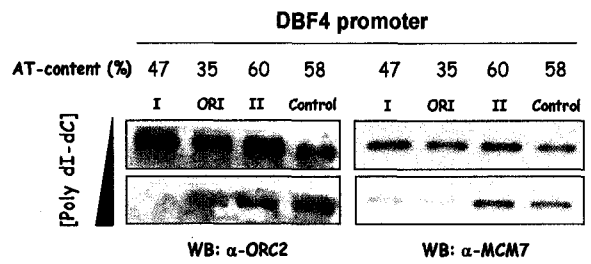 DBF4 promoter
AT-content (%) 47 35 60 58 47 35 60 58
I ORI II Control I ORI II Control
[Poly dI-dC]
WB: α-ORC2 WB: α-MCM7